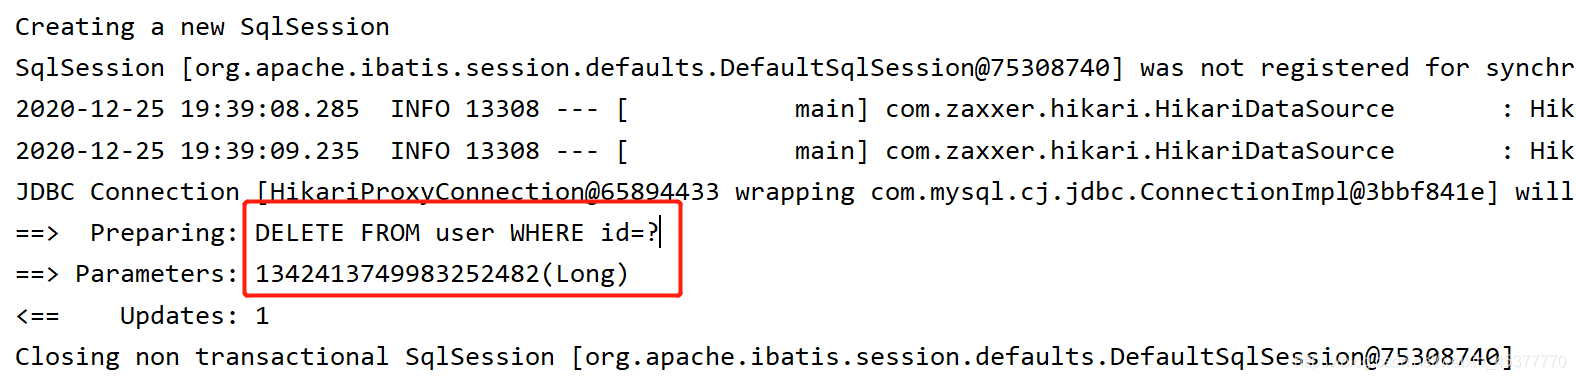 Creating a new SqlSession
SqlSession [org.apache.ibatis.session.defaults.DefaultSqlSession@75308740] was not registered for synchr
2020-12-25 19:39:08.285  INFO 13308 --- [           main] com.zaxxer.hikari.HikariDataSource       : Hik
2020-12-25 19:39:09.235  INFO 13308 --- [           main] com.zaxxer.hikari.HikariDataSource       : Hik
JDBC Connection [HikariProxyConnection@65894433 wrapping com.mysql.cj.jdbc.ConnectionImpl@3bbf841e] will
==>  Preparing: DELETE FROM user WHERE id=?
==> Parameters: 1342413749983252482(Long)
<==    Updates: 1
Closing non transactional SqlSession [org.apache.ibatis.session.defaults.DefaultSqlSession@75308740]